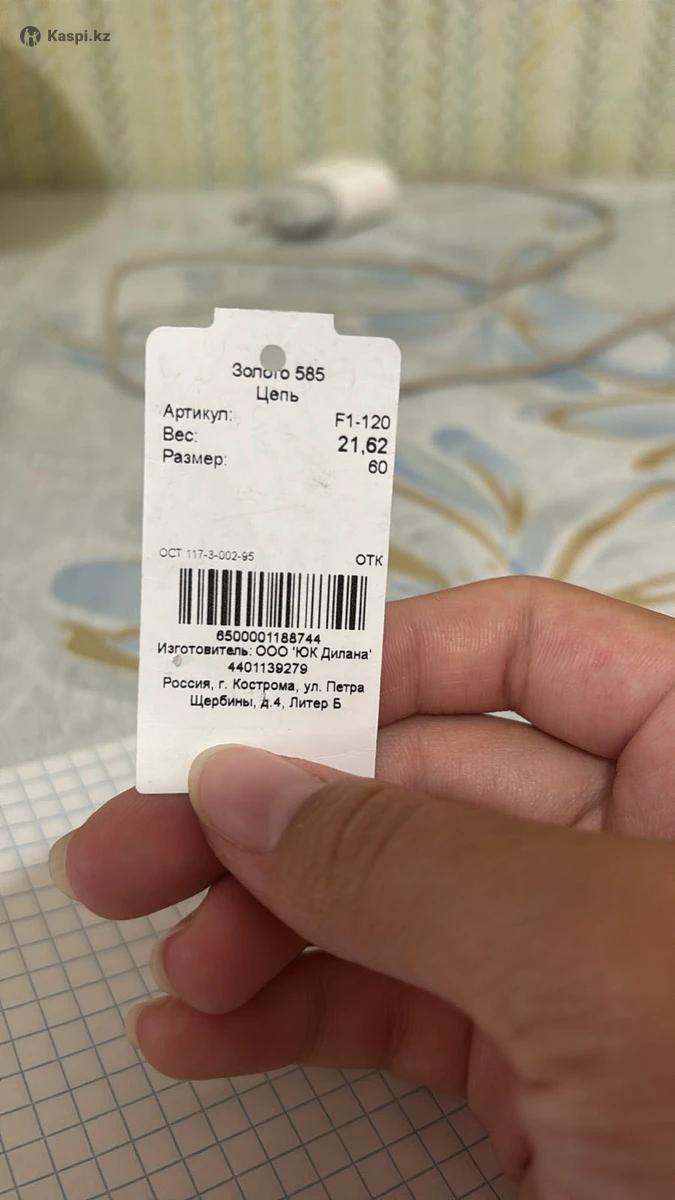 Kaspi.kz
Золото 585
Цепь
Артикул: F1-120
Вес: 21,62
Размер: 60
ОСТ 117-3-002-95 ОТК
6500001188744
Изготовитель: ООО 'ЮК Дилана'
4401139279
Россия, г. Кострома, ул. Петра
Щербины, д.4, Литер Б